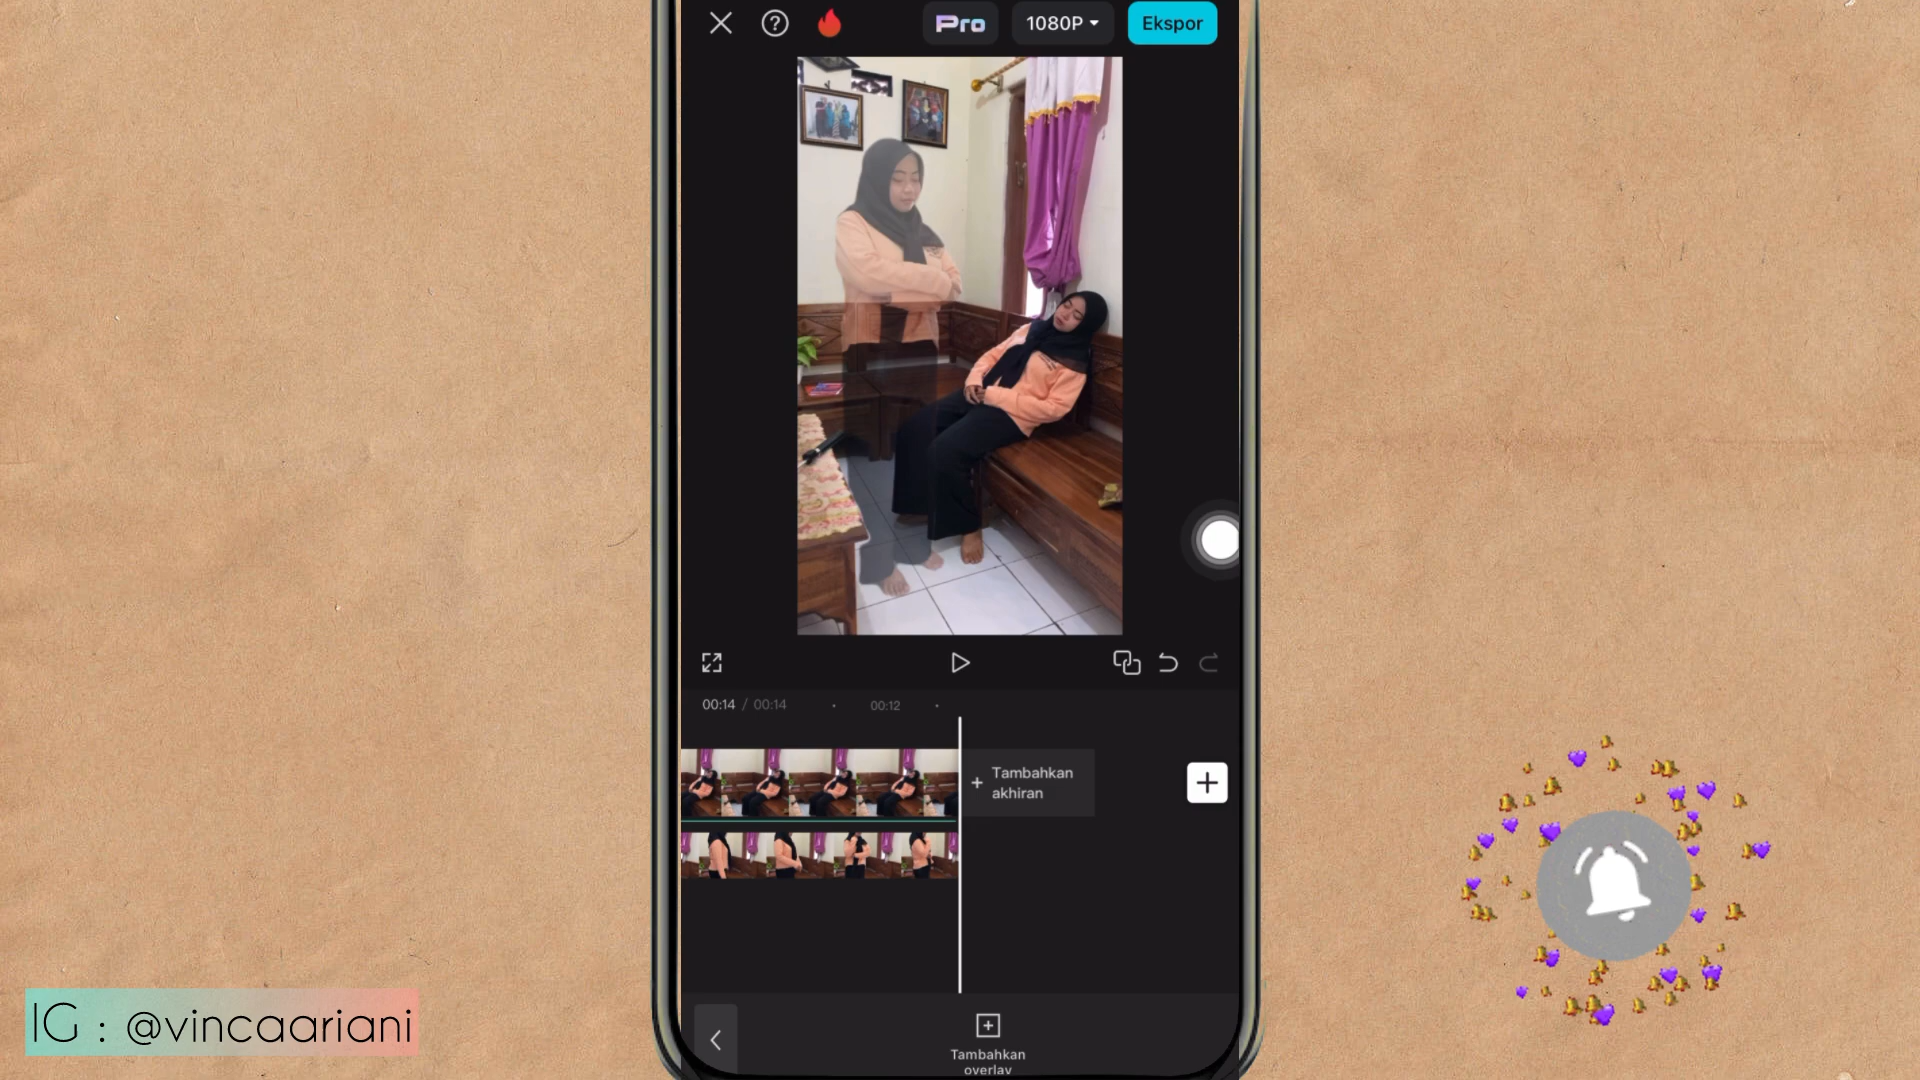 Pro
1080P
Ekspor
00:14 / 00:14
00:12
Tambahkan
akhiran
Tambahkan
overlay
IG : @vincaariani